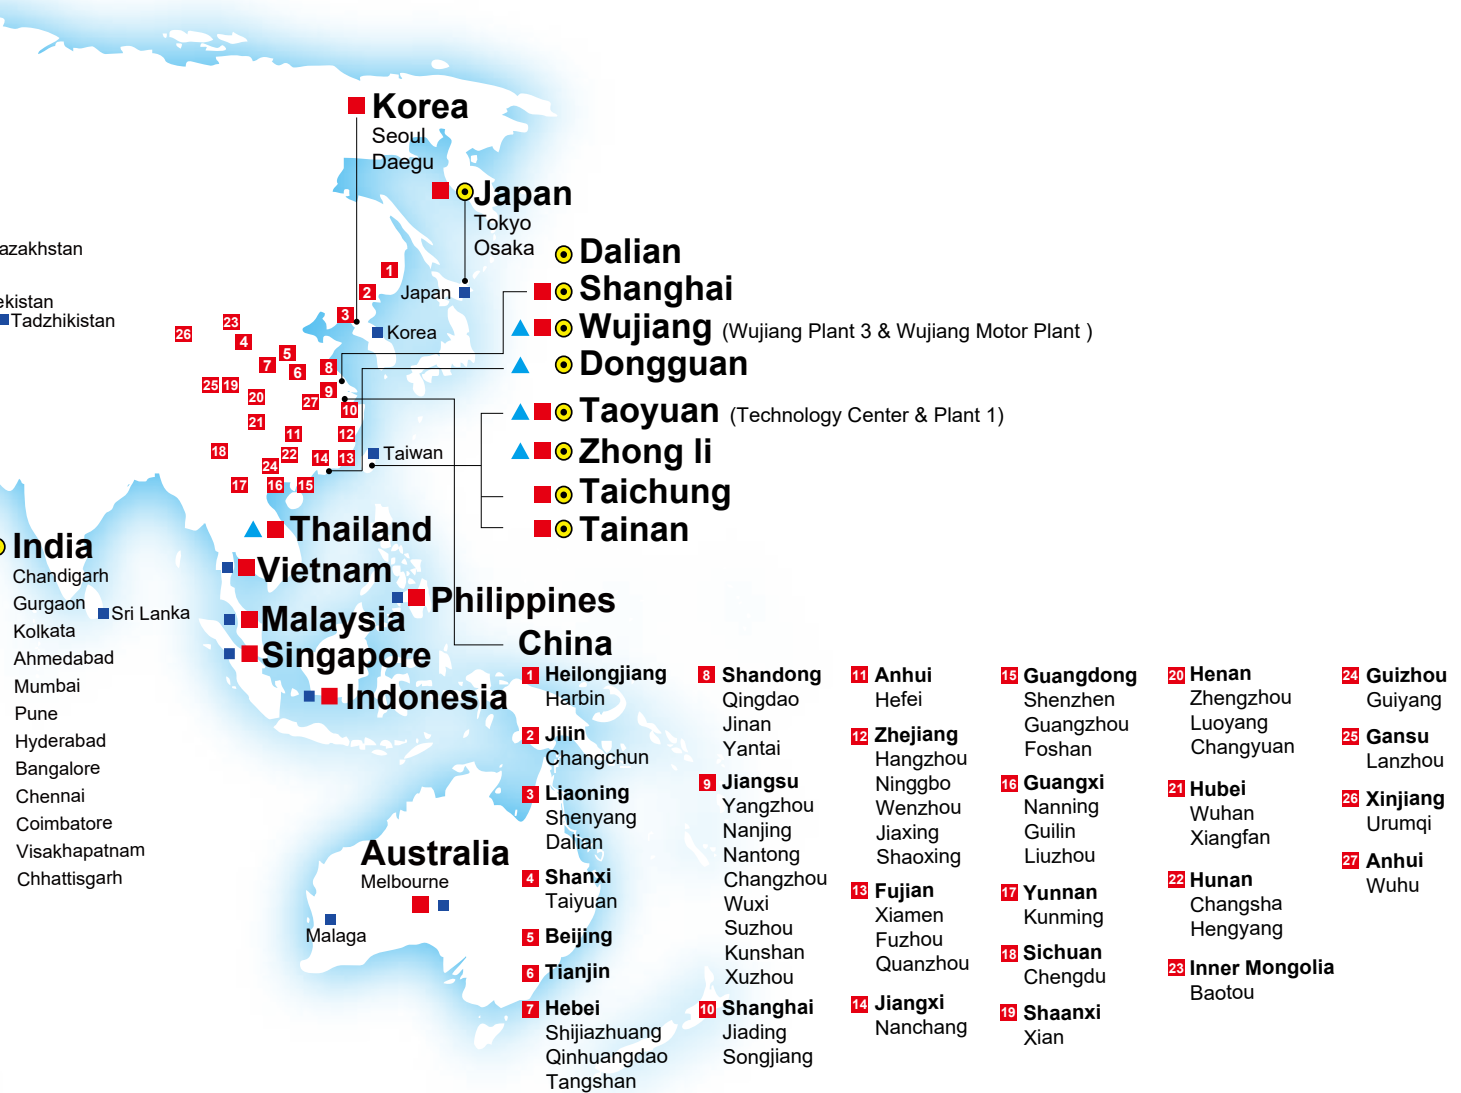 Korea
Seoul
Daegu
Japan
Tokyo
Osaka
azakhstan
ekistan
Tadzhikistan
Dalian
Shanghai
Wujiang (Wujiang Plant 3 & Wujiang Motor Plant )
Dongguan
Taoyuan (Technology Center & Plant 1)
Zhong li
Taichung
Tainan
1
2
Japan
3
Korea
26
23
4
5
7
6
8
25
19
9
20
27
10
21
11
12
18
22
14
13
Taiwan
24
17
16
15
Thailand
Vietnam
Philippines
Malaysia
Singapore
Indonesia
India
Chandigarh
Gurgaon
Kolkata
Ahmedabad
Mumbai
Pune
Hyderabad
Bangalore
Chennai
Coimbatore
Visakhapatnam
Chhattisgarh
Sri Lanka
Australia
Melbourne
Malaga
China
1 Heilongjiang
Harbin
2 Jilin
Changchun
3 Liaoning
Shenyang
Dalian
4 Shanxi
Taiyuan
5 Beijing
6 Tianjin
7 Hebei
Shijiazhuang
Qinhuangdao
Tangshan
8 Shandong
Qingdao
Jinan
Yantai
9 Jiangsu
Yangzhou
Nanjing
Nantong
Changzhou
Wuxi
Suzhou
Kunshan
Xuzhou
10 Shanghai
Jiading
Songjiang
11 Anhui
Hefei
12 Zhejiang
Hangzhou
Ninggbo
Wenzhou
Jiaxing
Shaoxing
13 Fujian
Xiamen
Fuzhou
Quanzhou
14 Jiangxi
Nanchang
15 Guangdong
Shenzhen
Guangzhou
Foshan
16 Guangxi
Nanning
Guilin
Liuzhou
17 Yunnan
Kunming
18 Sichuan
Chengdu
19 Shaanxi
Xian
20 Henan
Zhengzhou
Luoyang
Changyuan
21 Hubei
Wuhan
Xiangfan
22 Hunan
Changsha
Hengyang
23 Inner Mongolia
Baotou
24 Guizhou
Guiyang
25 Gansu
Lanzhou
26 Xinjiang
Urumqi
27 Anhui
Wuhu